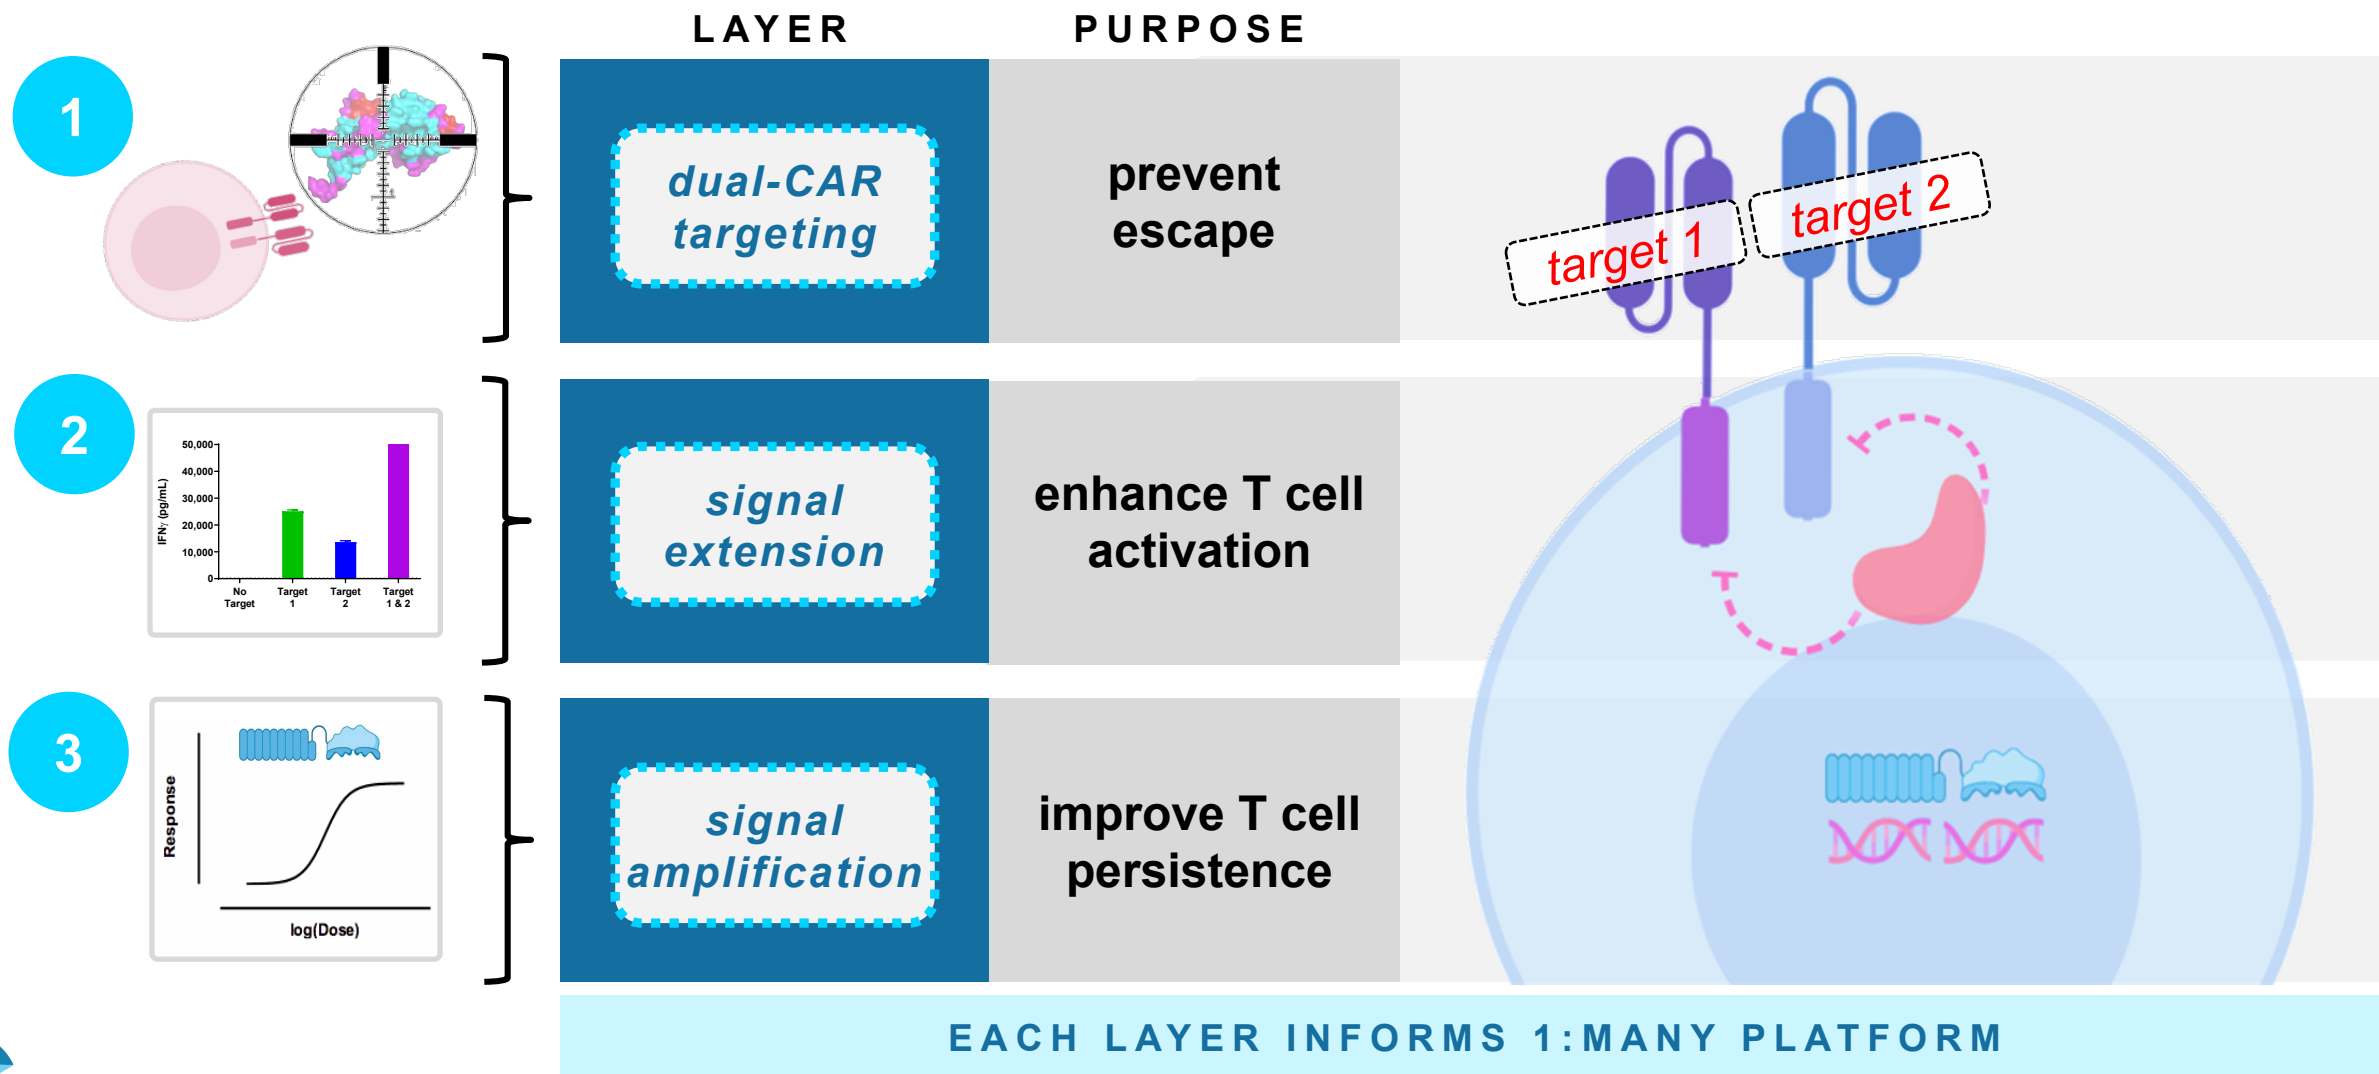 LAYER PURPOSE
1
dual-CAR
targeting
prevent
escape
target 1
target 2
2
50,000
40,000
30,000
20,000
10,000
0
IFNγ (pg/mL)
No
Target
Target
1
Target
2
Target
1 & 2
signal
extension
enhance T cell
activation
3
Response
log(Dose)
signal
amplification
improve T cell
persistence
EACH LAYER INFORMS 1:MANY PLATFORM